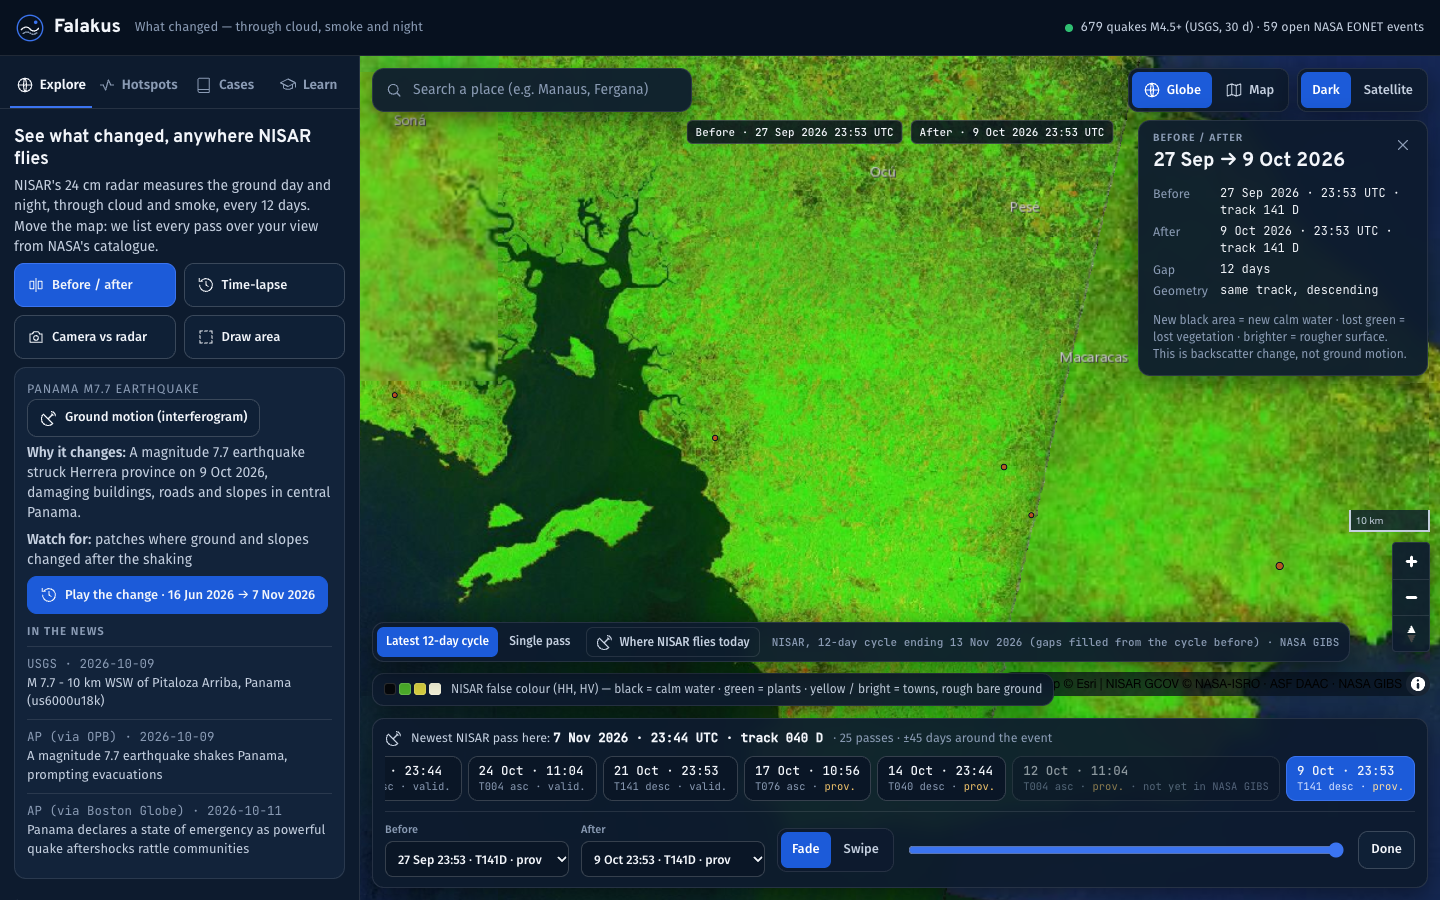 Falakus
What changed — through cloud, smoke and night
679 quakes M4.5+ (USGS, 30 d) · 59 open NASA EONET events
Explore
Hotspots
Cases
Learn
See what changed, anywhere NISAR
flies
NISAR's 24 cm radar measures the ground day and
night, through cloud and smoke, every 12 days.
Move the map: we list every pass over your view
from NASA's catalogue.
Before / after
Time-lapse
Camera vs radar
Draw area
PANAMA M7.7 EARTHQUAKE
Ground motion (interferogram)
Why it changes: A magnitude 7.7 earthquake
struck Herrera province on 9 Oct 2026,
damaging buildings, roads and slopes in central
Panama.
Watch for: patches where ground and slopes
changed after the shaking
Play the change · 16 Jun 2026 → 7 Nov 2026
IN THE NEWS
USGS · 2026-10-09
M 7.7 - 10 km WSW of Pitaloza Arriba, Panama
(us6000u18k)
AP (via OPB) · 2026-10-09
A magnitude 7.7 earthquake shakes Panama,
prompting evacuations
AP (via Boston Globe) · 2026-10-11
Panama declares a state of emergency as powerful
quake aftershocks rattle communities
Search a place (e.g. Manaus, Fergana)
Globe
Map
Dark
Satellite
Soná
Before · 27 Sep 2026 23:53 UTC
After · 9 Oct 2026 23:53 UTC
Ocú
Pesé
Macaracas
BEFORE / AFTER
27 Sep → 9 Oct 2026
Before
27 Sep 2026 · 23:53 UTC ·
track 141 D
After
9 Oct 2026 · 23:53 UTC ·
track 141 D
Gap
12 days
Geometry
same track, descending
New black area = new calm water · lost green =
lost vegetation · brighter = rougher surface.
This is backscatter change, not ground motion.
10 km
Latest 12-day cycle
Single pass
Where NISAR flies today
NISAR, 12-day cycle ending 13 Nov 2026 (gaps filled from the cycle before) · NASA GIBS
NISAR false colour (HH, HV) — black = calm water · green = plants · yellow / bright = towns, rough bare ground
p © Esri | NISAR GCOV © NASA-ISRO · ASF DAAC · NASA GIBS
Newest NISAR pass here: 7 Nov 2026 · 23:44 UTC · track 040 D · 25 passes · ±45 days around the event
· 23:44
sc · valid.
24 Oct · 11:04
T004 asc · valid.
21 Oct · 23:53
T141 desc · valid.
17 Oct · 10:56
T076 asc · prov.
14 Oct · 23:44
T040 desc · prov.
12 Oct · 11:04
T004 asc · prov. · not yet in NASA GIBS
9 Oct · 23:53
T141 desc · prov.
Before
27 Sep 23:53 · T141D · prov
After
9 Oct 23:53 · T141D · prov
Fade
Swipe
Done